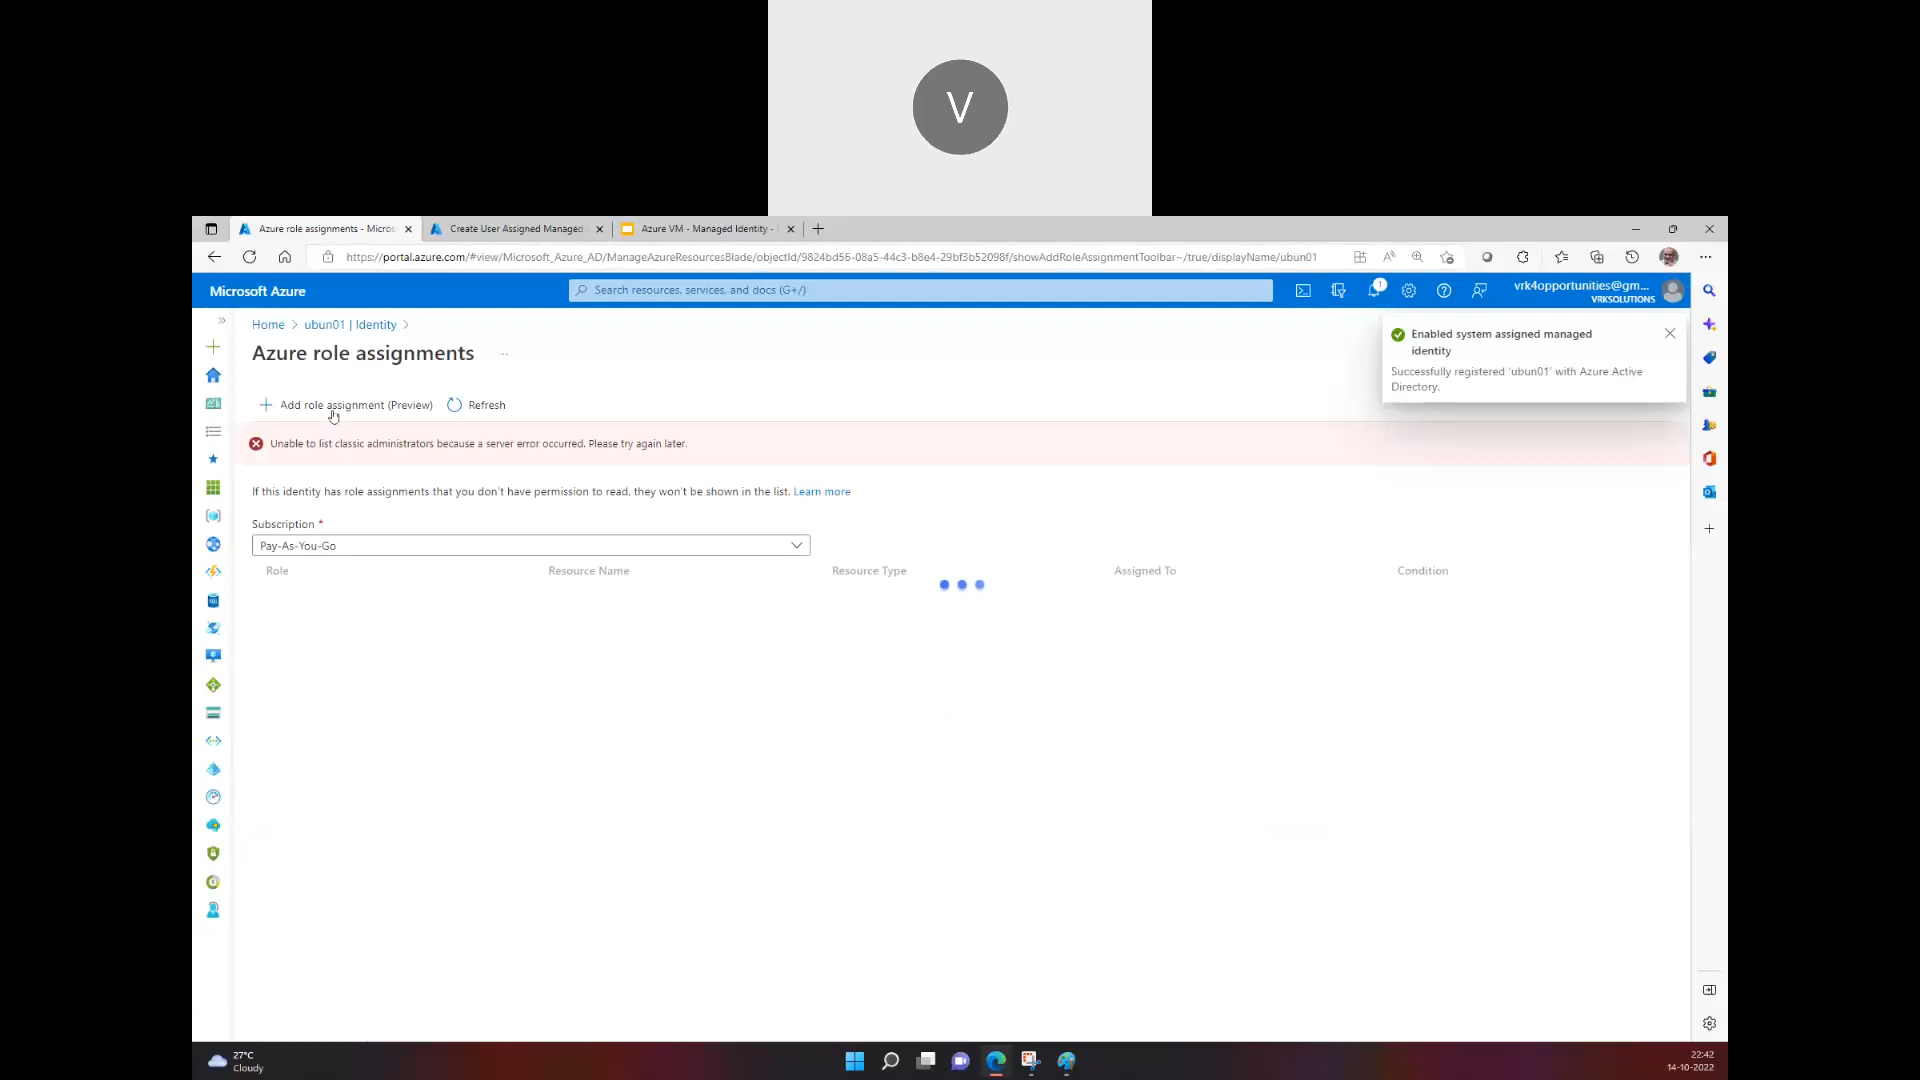 V
Azure role assignments - Micros
Create User Assigned Managed
Azure VM - Managed Identity -
https://portal.azure.com/#view/Microsoft_Azure_AD/ManageAzureResourcesBlade/objectId/9824bd56-08a5-44c3-b8e4-29bf3b52098f/showAddRoleAssignmentToolbar~/true/displayName/ubun01
Microsoft Azure
Search resources, services, and docs (G+/)
1
vrk4opportunities@gm...
VRKSOLUTIONS
Home > ubun01 | Identity >
Azure role assignments ...
Enabled system assigned managed
identity
Successfully registered 'ubun01' with Azure Active
Directory.
Add role assignment (Preview)
Refresh
Unable to list classic administrators because a server error occurred. Please try again later.
If this identity has role assignments that you don't have permission to read, they won't be shown in the list. Learn more
Subscription *
Pay-As-You-Go
Role
Resource Name
Resource Type
Assigned To
Condition
27°C
Cloudy
22:42
14-10-2022